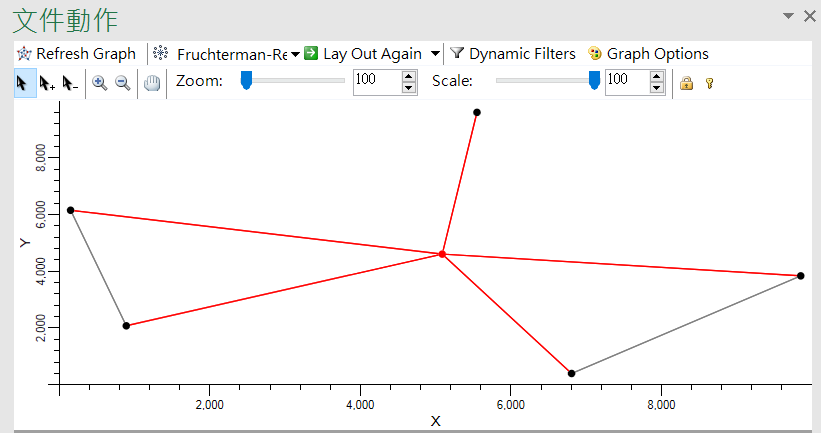 文件動作
Refresh Graph Fruchterman-Re Lay Out Again Dynamic Filters Graph Options
Zoom: 100 Scale: 100
8,000
6,000
Y
4,000
2,000
2,000 4,000 6,000 8,000
X